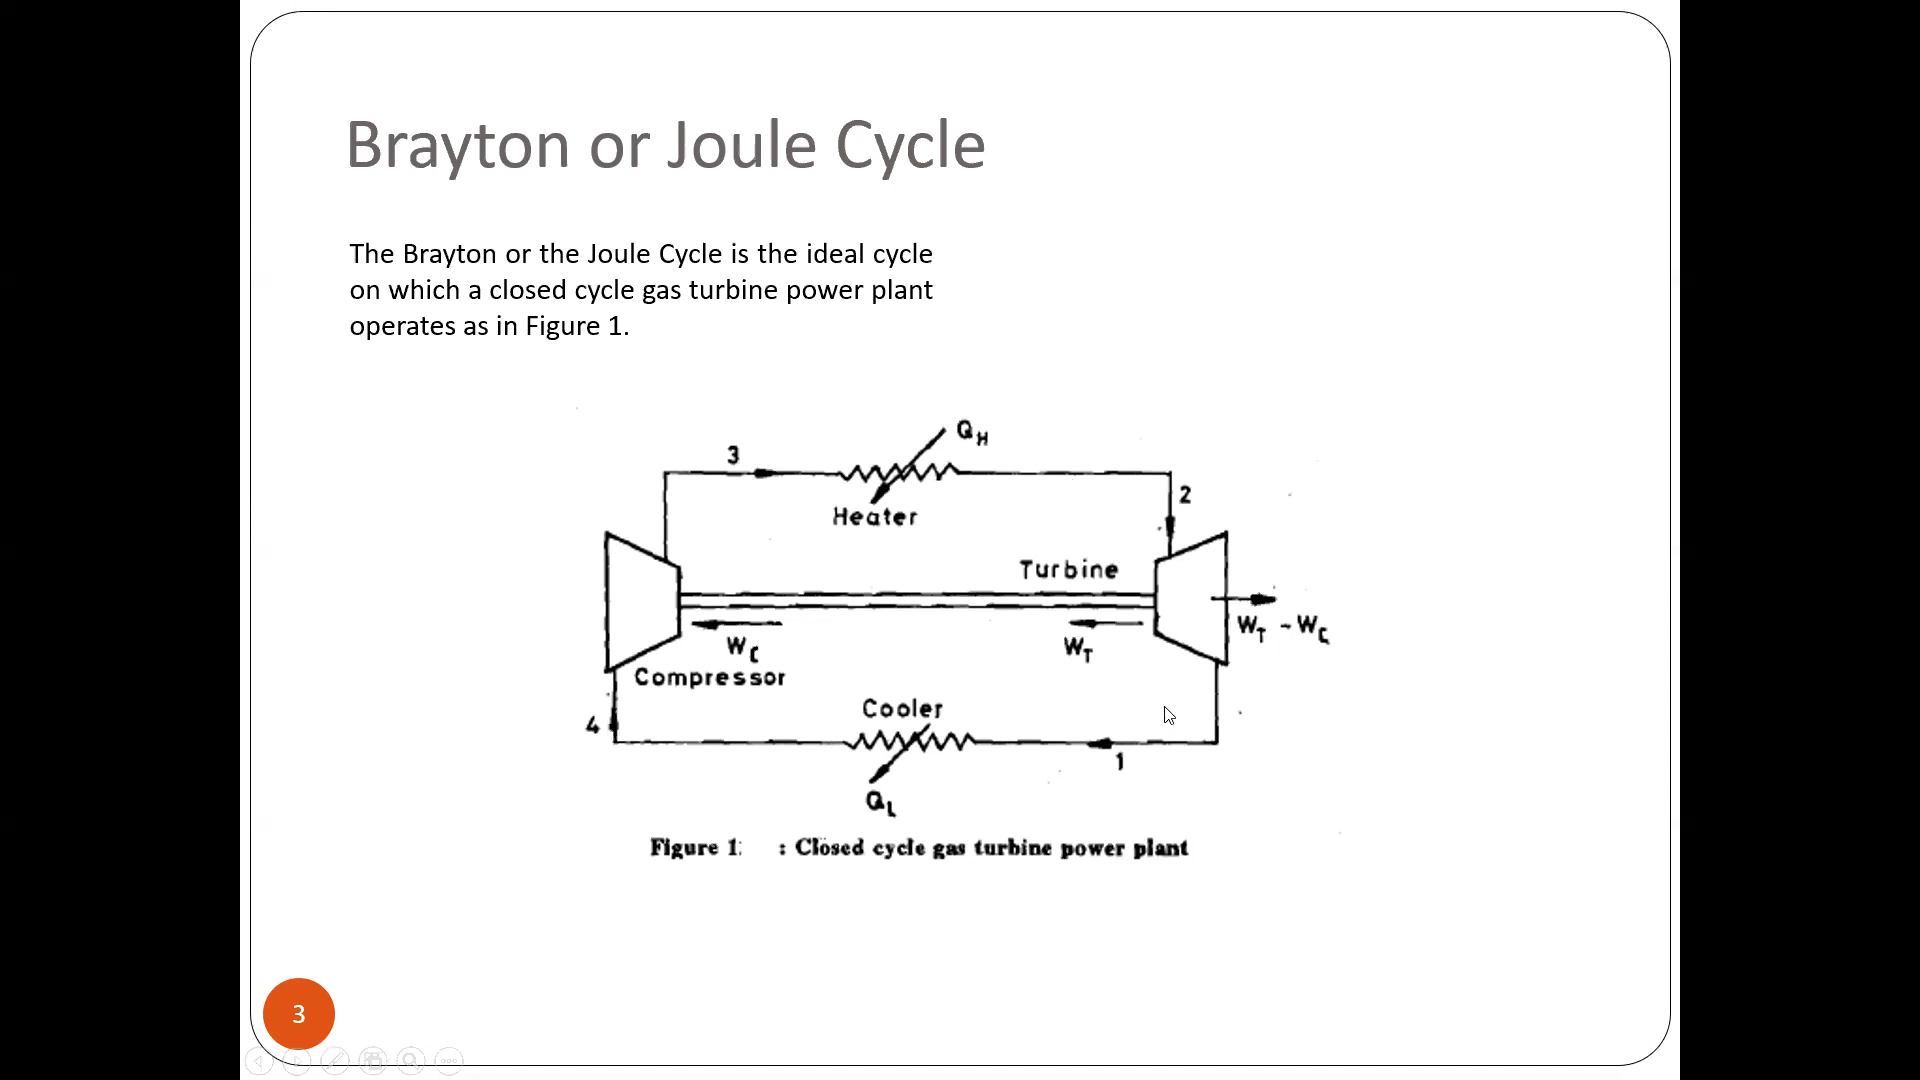 Brayton or Joule Cycle
The Brayton or the Joule Cycle is the ideal cycle
on which a closed cycle gas turbine power plant
operates as in Figure 1.
Q_H
3
2
Heater
Turbine
W_T - W_C
W_C
W_T
Compressor
Cooler
4
1
Q_L
Figure 1. : Closed cycle gas turbine power plant
3